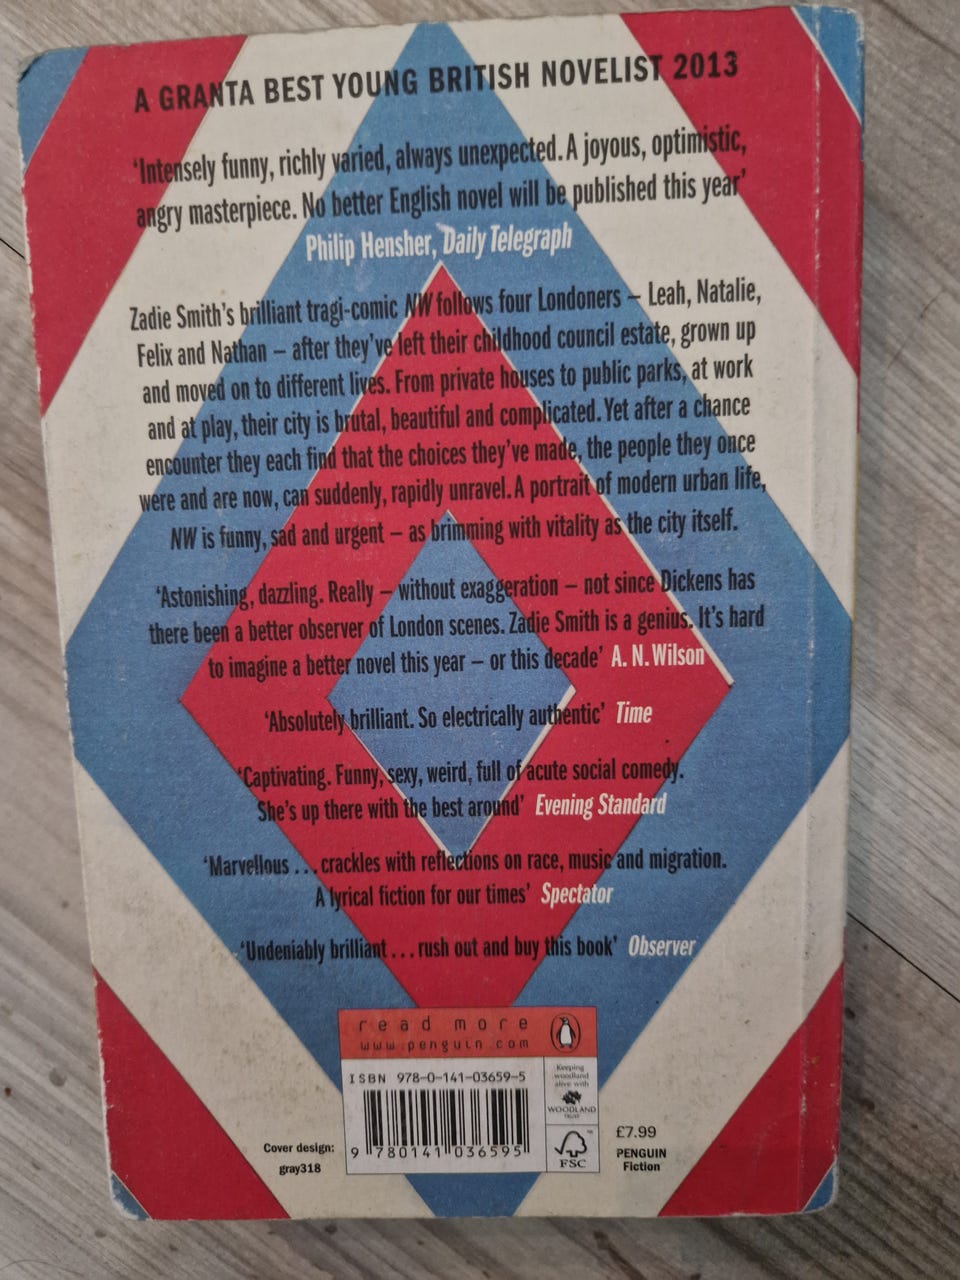 A GRANTA BEST YOUNG BRITISH NOVELIST 2013
‘Intensely funny, richly varied, always unexpected. A joyous, optimistic,
angry masterpiece. No better English novel will be published this year’
Philip Hensher, Daily Telegraph
Zadie Smith’s brilliant tragi-comic NW follows four Londoners – Leah, Natalie,
Felix and Nathan – after they’ve left their childhood council estate, grown up
and moved on to different lives. From private houses to public parks, at work
and at play, their city is brutal, beautiful and complicated. Yet after a chance
encounter they each find that the choices they’ve made, the people they once
were and are now, can suddenly, rapidly unravel. A portrait of modern urban life,
NW is funny, sad and urgent – as brimming with vitality as the city itself.
‘Astonishing, dazzling. Really – without exaggeration – not since Dickens has
there been a better observer of London scenes. Zadie Smith is a genius. It’s hard
to imagine a better novel this year – or this decade’ A. N. Wilson
‘Absolutely brilliant. So electrically authentic’ Time
‘Captivating. Funny, sexy, weird, full of acute social comedy.
She’s up there with the best around’ Evening Standard
‘Marvellous . . . crackles with reflections on race, music and migration.
A lyrical fiction for our times’ Spectator
‘Undeniably brilliant . . . rush out and buy this book’ Observer
read more
www.penguin.com
ISBN 978-0-141-03659-5
9 780141 036595
Keeping
woodland
alive with
WOODLAND
TRUST
FSC
Cover design:
gray318
£7.99
PENGUIN
Fiction